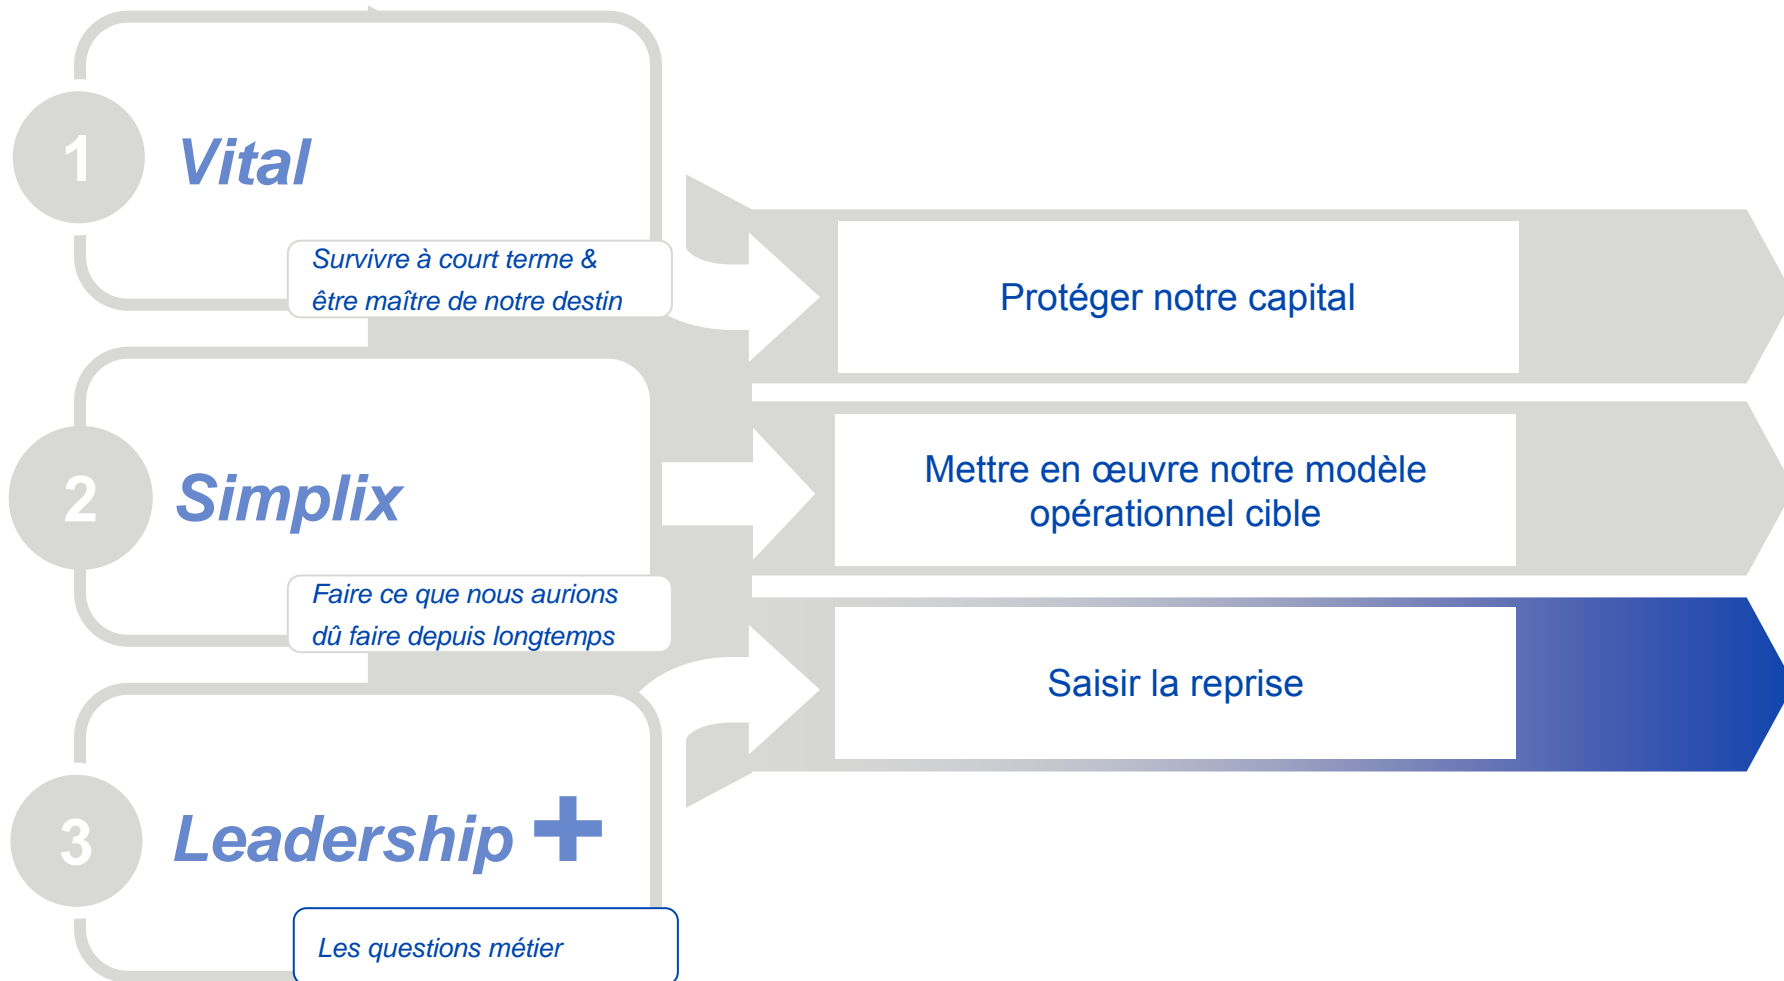 1
Vital
Survivre à court terme &
être maître de notre destin
Protéger notre capital
2
Simplix
Faire ce que nous aurions
dû faire depuis longtemps
Mettre en œuvre notre modèle
opérationnel cible
3
Leadership +
Les questions métier
Saisir la reprise